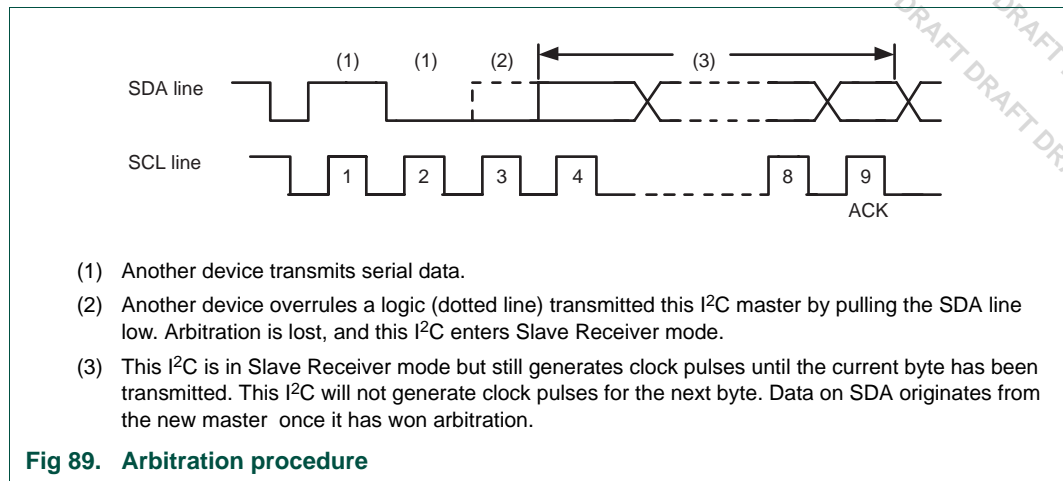 DRAFT DRAFT DR
DRAFT D
(1) (1) (2) (3)
SDA line
SCL line
1 2 3 4 8 9
ACK
(1) Another device transmits serial data.
(2) Another device overrules a logic (dotted line) transmitted this I²C master by pulling the SDA line
low. Arbitration is lost, and this I²C enters Slave Receiver mode.
(3) This I²C is in Slave Receiver mode but still generates clock pulses until the current byte has been
transmitted. This I²C will not generate clock pulses for the next byte. Data on SDA originates from
the new master once it has won arbitration.
Fig 89. Arbitration procedure